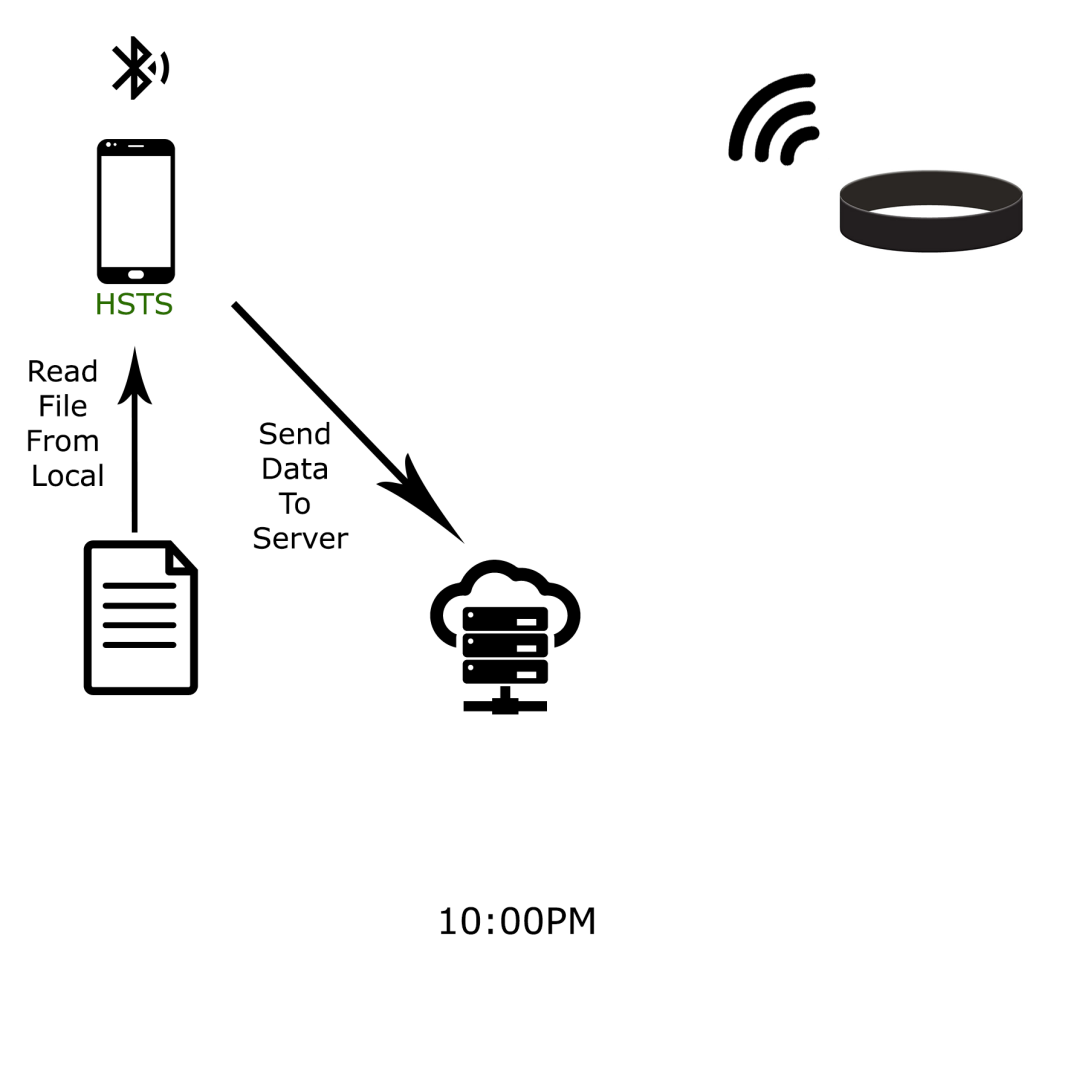 HSTS
Read
File
From
Local
Send
Data
To
Server
10:00PM